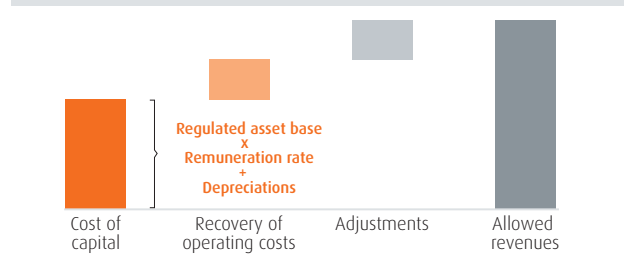 Regulated asset base
x
Remuneration rate
+
Depreciations
Cost of
capital
Recovery of
operating costs
Adjustments
Allowed
revenues